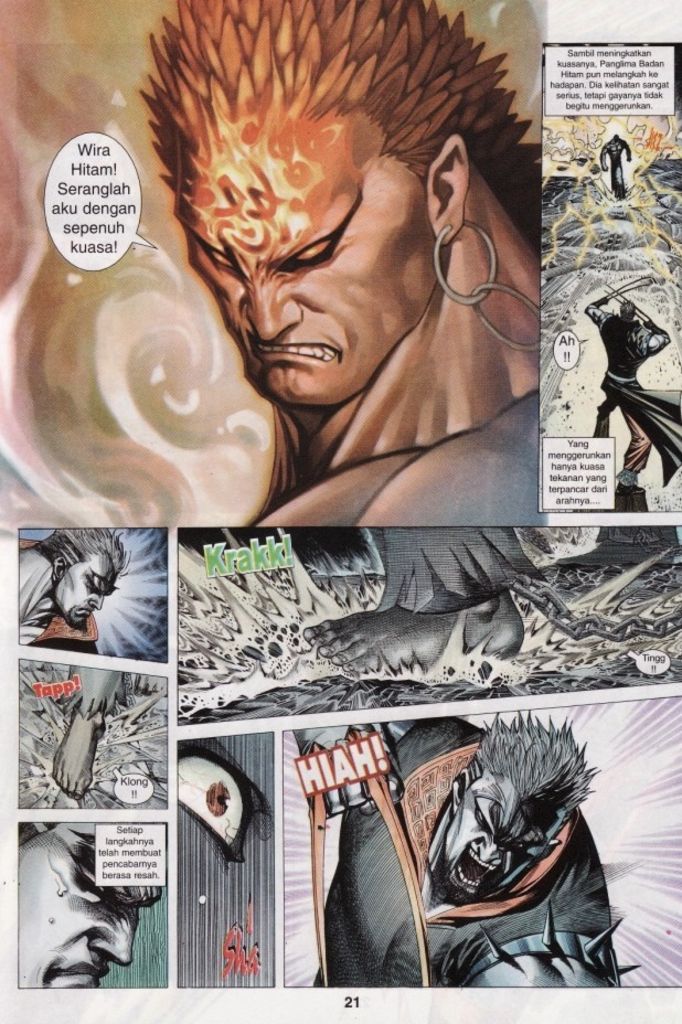 Wira
Hitam!
Seranglah
aku dengan
sepenuh
kuasa!
Sambil meningkatkan
kuasanya, Panglima Badan
Hitam pun melangkah ke
hadapan. Dia kelihatan sangat
serius, tetapi gayanya tidak
begitu menggerunkan.
Ah
!!
Yang
menggerunkan
hanya kuasa
tekanan yang
terpancar dari
arahnya....
Krakk!
Tingg
!!
Tapp!
Klong
!!
Setiap
langkahnya
telah membuat
pencabarnya
berasa resah.
Sha
HIAH!
21